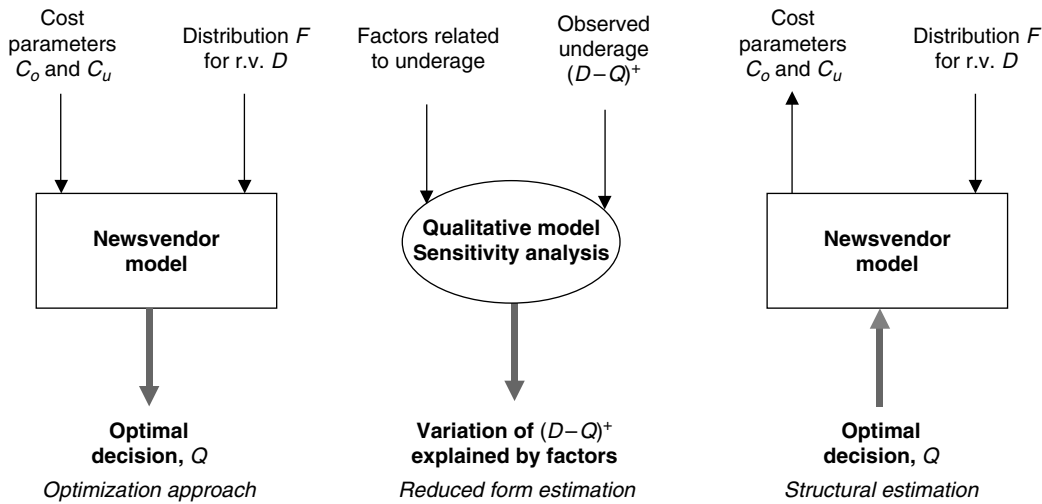 Cost
parameters
Cₒ and Cᵤ
Distribution F
for r.v. D
Newsvendor
model
Optimal
decision, Q
Optimization approach
Factors related
to underage
Observed
underage
(D–Q)⁺
Qualitative model
Sensitivity analysis
Variation of (D–Q)⁺
explained by factors
Reduced form estimation
Cost
parameters
Cₒ and Cᵤ
Distribution F
for r.v. D
Newsvendor
model
Optimal
decision, Q
Structural estimation